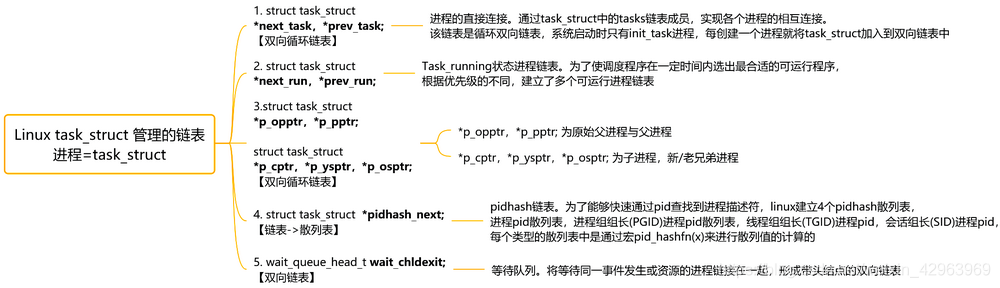 Linux task_struct 管理的链表
进程=task_struct
1. struct task_struct
*next_task，*prev_task;
【双向循环链表】
进程的直接连接。通过task_struct中的tasks链表成员，实现各个进程的相互连接。
该链表是循环双向链表，系统启动时只有init_task进程，每创建一个进程就将task_struct加入到双向链表中
2. struct task_struct
*next_run，*prev_run;
Task_running状态进程链表。为了使调度程序在一定时间内选出最合适的可运行程序，
根据优先级的不同，建立了多个可运行进程链表
3.struct task_struct
*p_opptr，*p_pptr;
struct task_struct
*p_cptr，*p_ysptr，*p_osptr;
【双向循环链表】
*p_opptr，*p_pptr; 为原始父进程与父进程
*p_cptr，*p_ysptr，*p_osptr; 为子进程，新/老兄弟进程
4. struct task_struct *pidhash_next;
【链表->散列表】
pidhash链表。为了能够快速通过pid查找到进程描述符，linux建立4个pidhash散列表，
进程pid散列表，进程组组长(PGID)进程pid散列表，线程组组长(TGID)进程pid，会话组长(SID)进程pid，
每个类型的散列表中是通过宏pid_hashfn(x)来进行散列值的计算的
5. wait_queue_head_t wait_chldexit;
【双向链表】
等待队列。将等待同一事件发生或资源的进程链接在一起，形成带头结点的双向链表